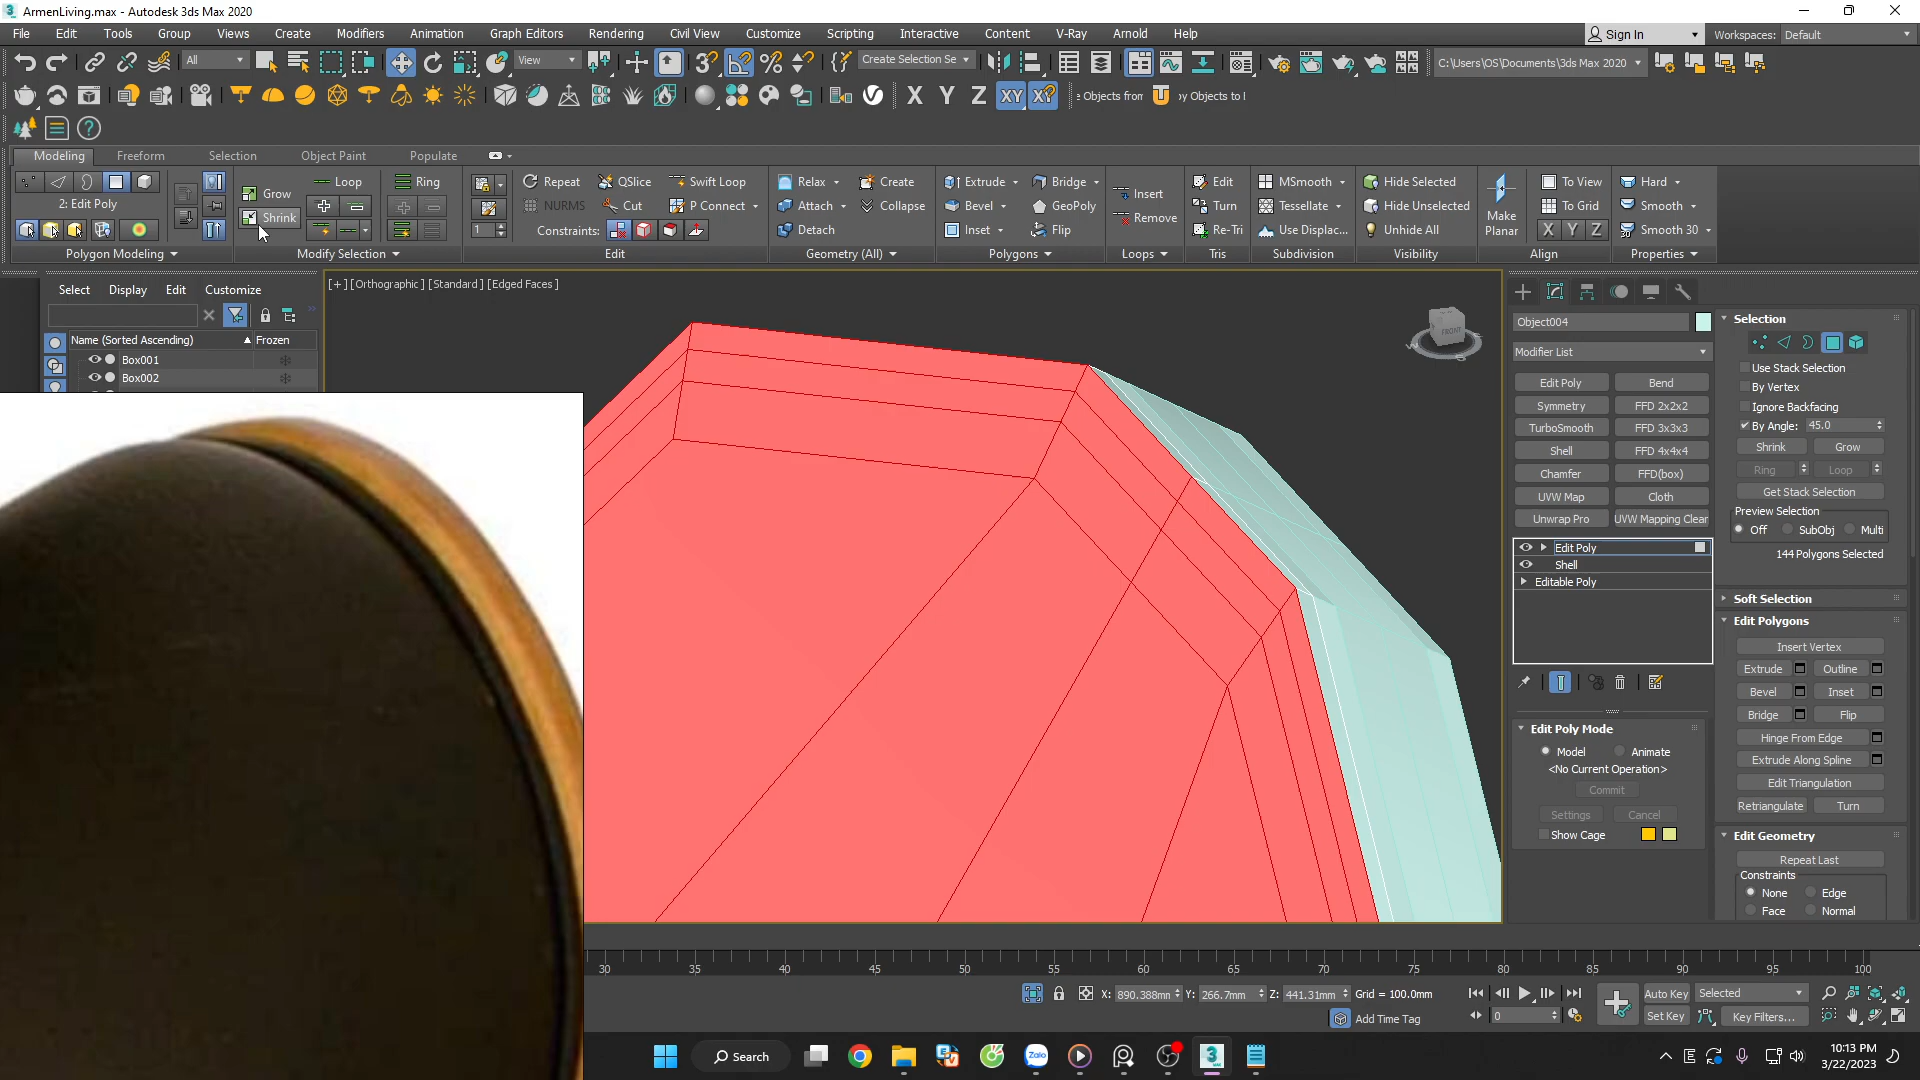 ArmenLiving.max - Autodesk 3ds Max 2020
File Edit Tools Group Views Create Modifiers Animation Graph Editors Rendering Civil View Customize Scripting Interactive Content V-Ray Arnold Help
Sign In Workspaces: Default
All View Create Selection Se C:\Users\OS\Documents\3ds Max 2020
X Y Z XY XY e Objects from y Objects to I
Modeling Freeform Selection Object Paint Populate
Grow Loop Ring Repeat QSlice Swift Loop Relax Create Extrude Bridge Insert Edit MSmooth Hide Selected To View Hard
2: Edit Poly Shrink NURMS Cut P Connect Attach Collapse Bevel GeoPoly Remove Turn Tessellate Hide Unselected Make Planar To Grid Smooth
1 Constraints: Detach Inset Flip Re-Tri Use Displac... Unhide All X Y Z Smooth 30
Polygon Modeling Modify Selection Edit Geometry (All) Polygons Loops Tris Subdivision Visibility Align Properties
Select Display Edit Customize
Name (Sorted Ascending) Frozen
Box001
Box002
[+] [Orthographic] [Standard] [Edged Faces]
FRONT
Object004
Modifier List
Edit Poly Bend
Symmetry FFD 2x2x2
TurboSmooth FFD 3x3x3
Shell FFD 4x4x4
Chamfer FFD(box)
UVW Map Cloth
Unwrap Pro UVW Mapping Clear
Edit Poly
Shell
Editable Poly
Edit Poly Mode
Model Animate
<No Current Operation>
Commit
Settings Cancel
Show Cage
Selection
Use Stack Selection
By Vertex
Ignore Backfacing
By Angle: 45.0
Shrink Grow
Ring Loop
Get Stack Selection
Preview Selection
Off SubObj Multi
144 Polygons Selected
Soft Selection
Edit Polygons
Insert Vertex
Extrude Outline
Bevel Inset
Bridge Flip
Hinge From Edge
Extrude Along Spline
Edit Triangulation
Retriangulate Turn
Edit Geometry
Repeat Last
Constraints
None Edge
Face Normal
30 35 40 45 50 55 60 65 70 75 80 85 90 95 100
X: 890.388mn Y: 266.7mm Z: 441.31mm Grid = 100.0mm
Add Time Tag
0
Auto Key Selected
Set Key Key Filters...
Search
Zalo
3
10:13 PM
3/22/2023